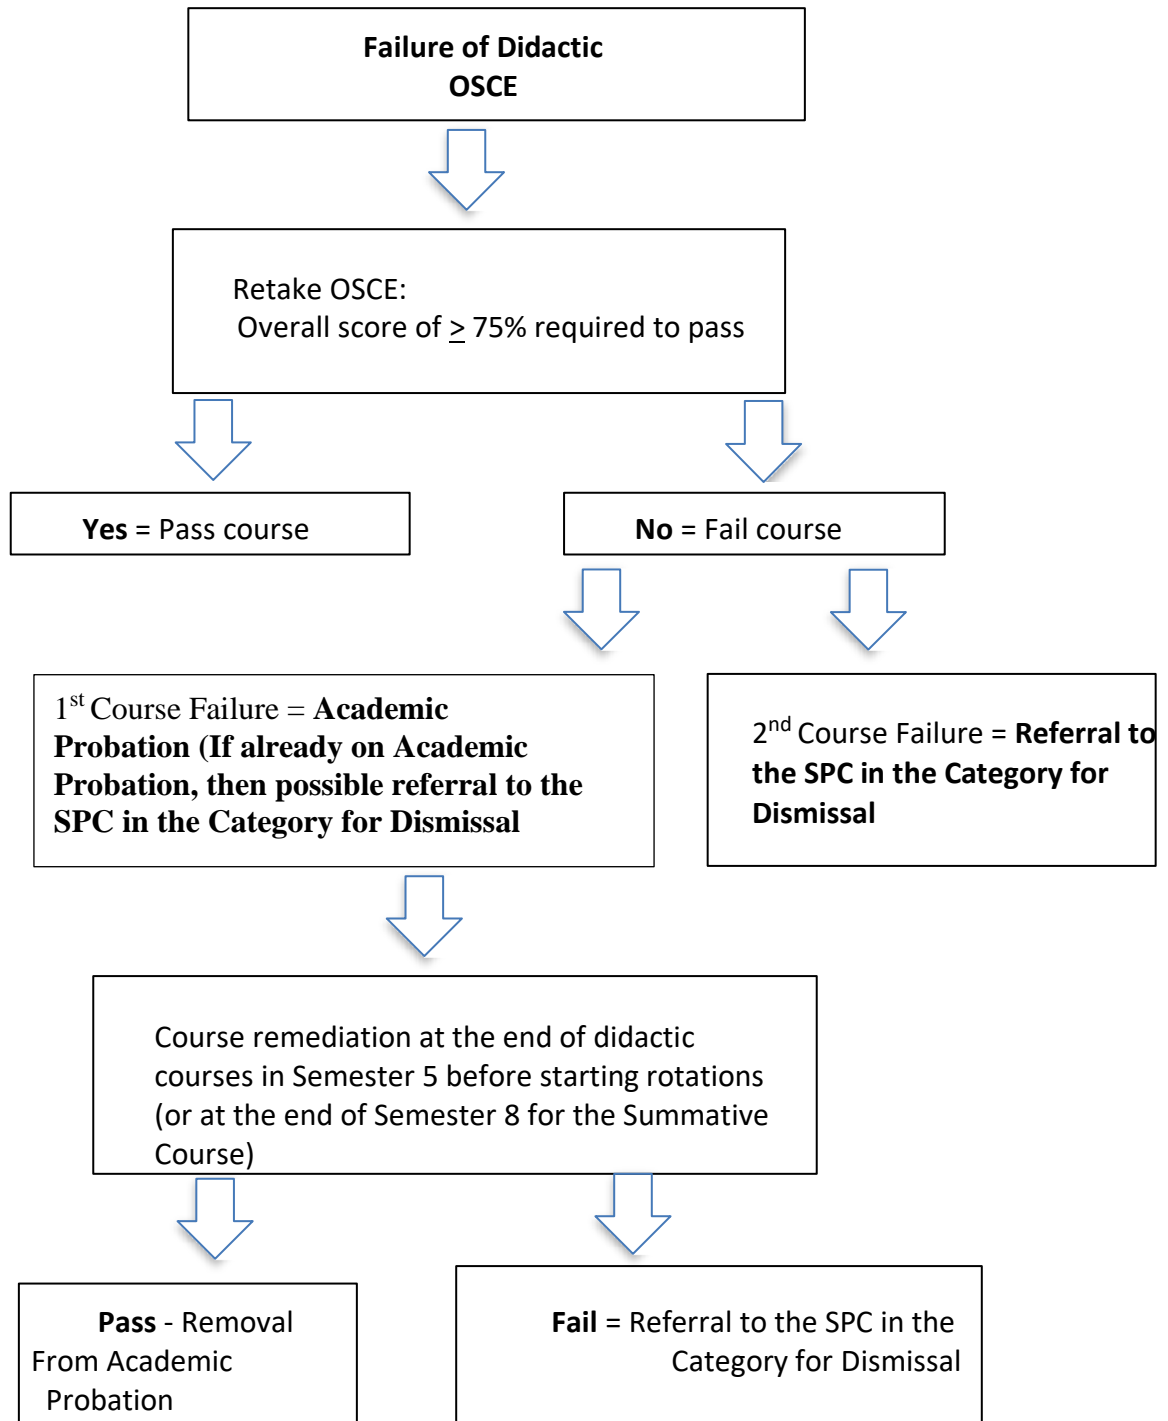 Failure of Didactic
OSCE
Retake OSCE:
Overall score of ≥ 75% required to pass
Yes = Pass course
No = Fail course
1st Course Failure = Academic
Probation (If already on Academic
Probation, then possible referral to the
SPC in the Category for Dismissal
2nd Course Failure = Referral to
the SPC in the Category for
Dismissal
Course remediation at the end of didactic
courses in Semester 5 before starting rotations
(or at the end of Semester 8 for the Summative
Course)
Pass - Removal
From Academic
Probation
Fail = Referral to the SPC in the
Category for Dismissal